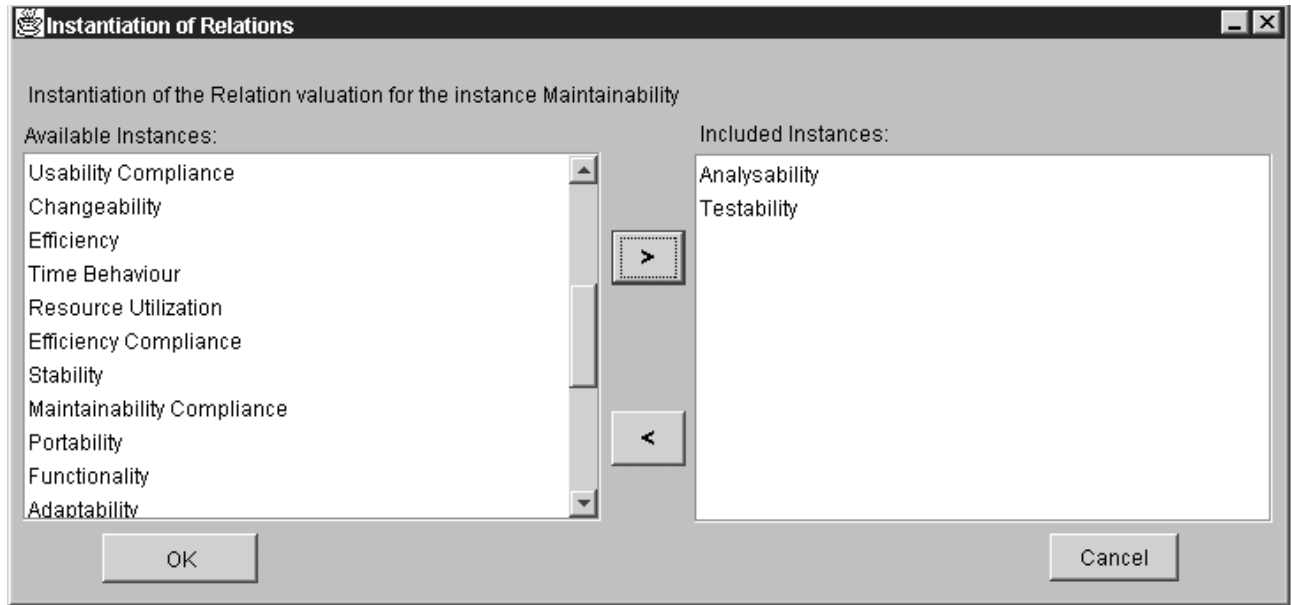 Instantiation of Relations
Instantiation of the Relation valuation for the instance Maintainability
Available Instances:
Usability Compliance
Changeability
Efficiency
Time Behaviour
Resource Utilization
Efficiency Compliance
Stability
Maintainability Compliance
Portability
Functionality
Adaptability
>
<
Included Instances:
Analysability
Testability
OK
Cancel